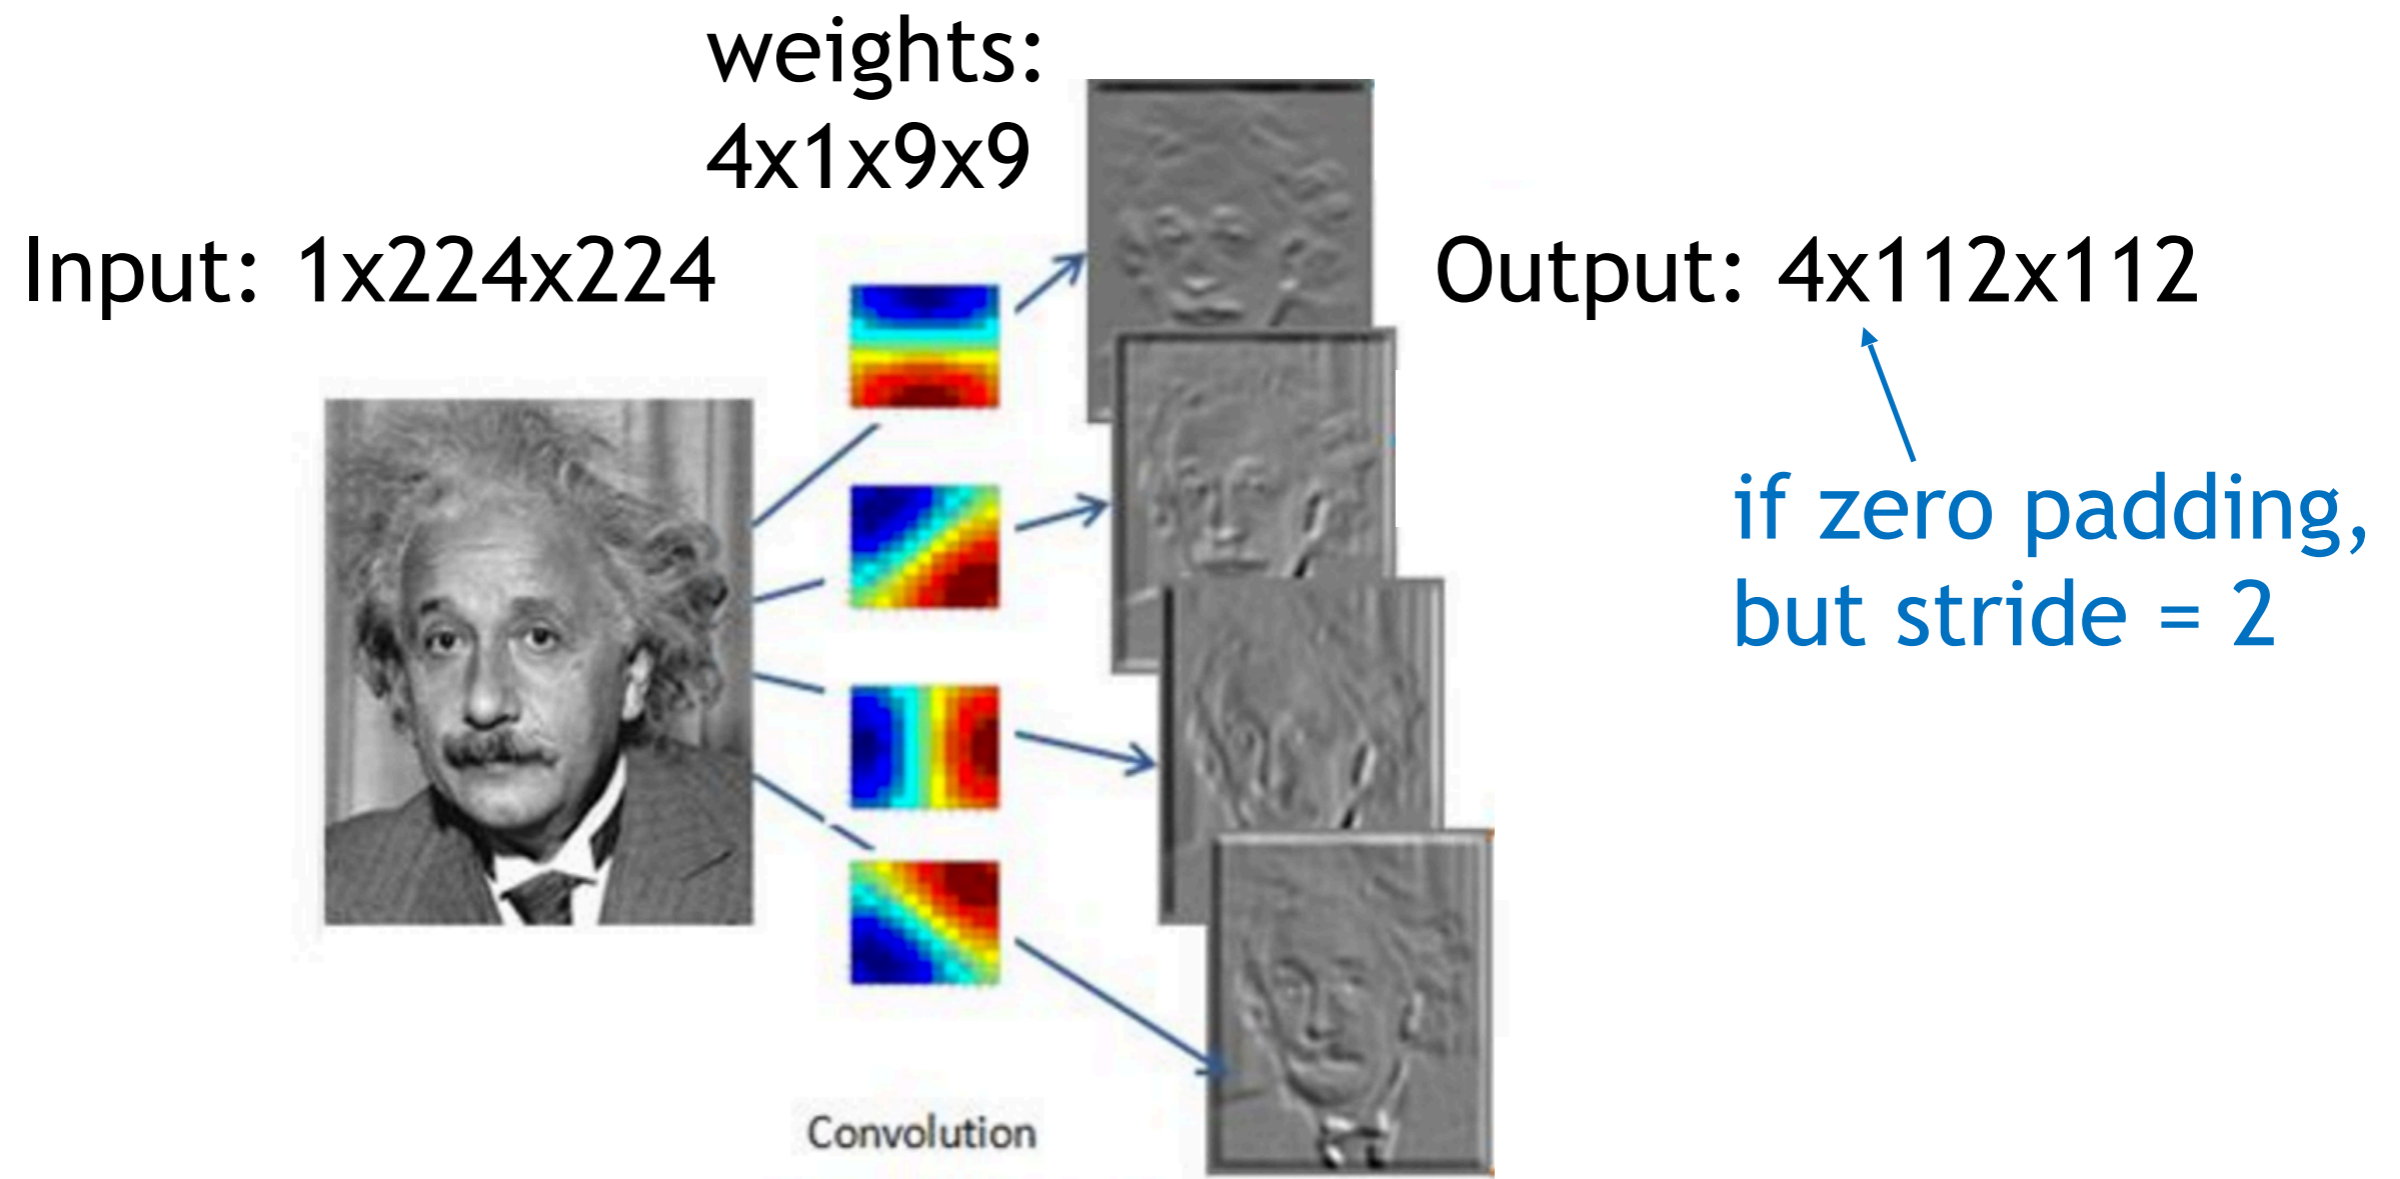 weights:
4x1x9x9
Input: 1x224x224
Output: 4x112x112
if zero padding,
but stride = 2
Convolution